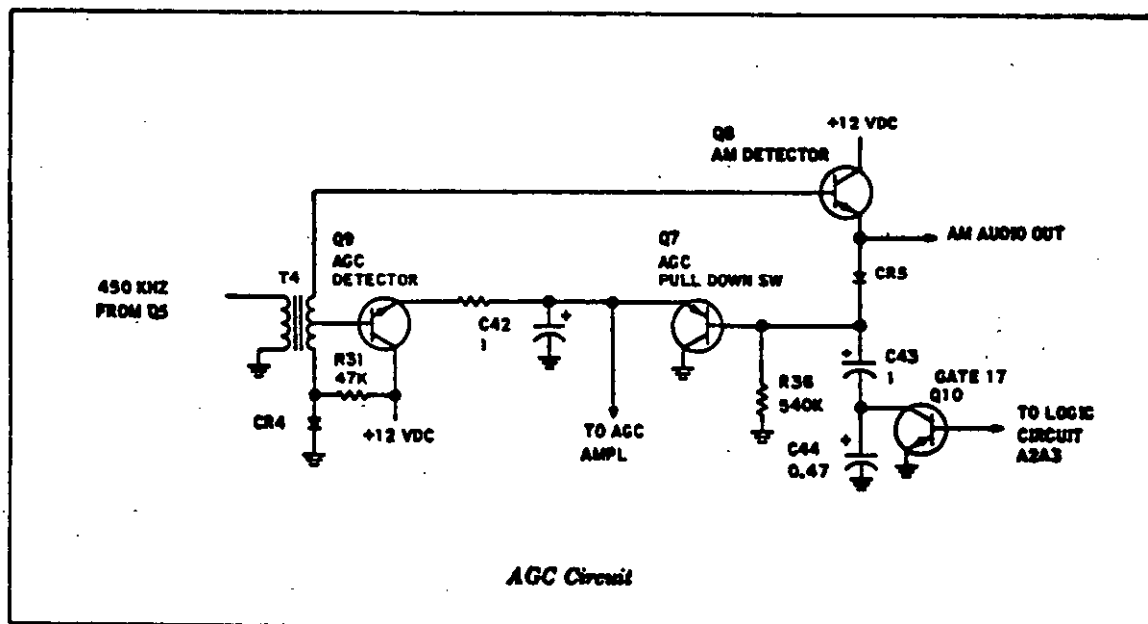 +12 VDC
Q8
AM DETECTOR
AM AUDIO OUT
CR5
Q9
AGC
DETECTOR
Q7
AGC
PULL DOWN SW
T4
450 KHZ
FROM Q5
C42
1
R31
47K
CR4
+12 VDC
TO AGC
AMPL
R36
540K
C43
1
GATE 17
Q10
TO LOGIC
CIRCUIT
A2A3
C44
0.47
AGC Circuit